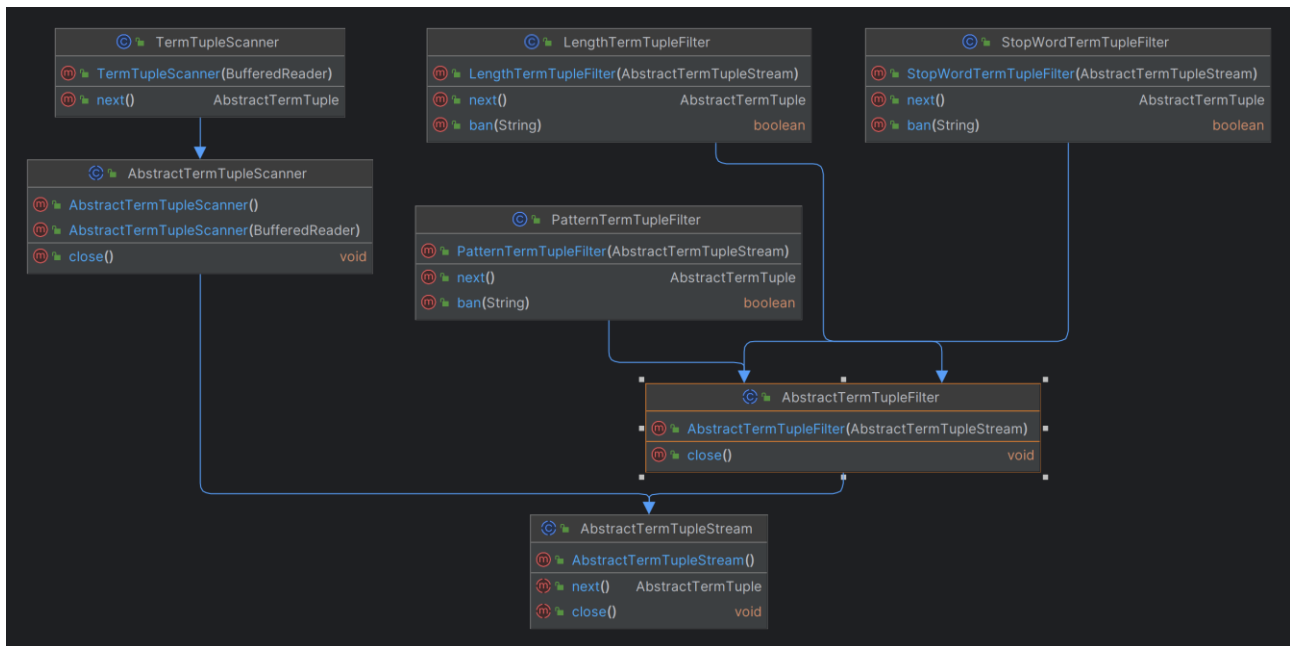 TermTupleScanner
TermTupleScanner(BufferedReader)
next() AbstractTermTuple
LengthTermTupleFilter
LengthTermTupleFilter(AbstractTermTupleStream)
next() AbstractTermTuple
ban(String) boolean
StopWordTermTupleFilter
StopWordTermTupleFilter(AbstractTermTupleStream)
next() AbstractTermTuple
ban(String) boolean
AbstractTermTupleScanner
AbstractTermTupleScanner()
AbstractTermTupleScanner(BufferedReader)
close() void
PatternTermTupleFilter
PatternTermTupleFilter(AbstractTermTupleStream)
next() AbstractTermTuple
ban(String) boolean
AbstractTermTupleFilter
AbstractTermTupleFilter(AbstractTermTupleStream)
close() void
AbstractTermTupleStream
AbstractTermTupleStream()
next() AbstractTermTuple
close() void